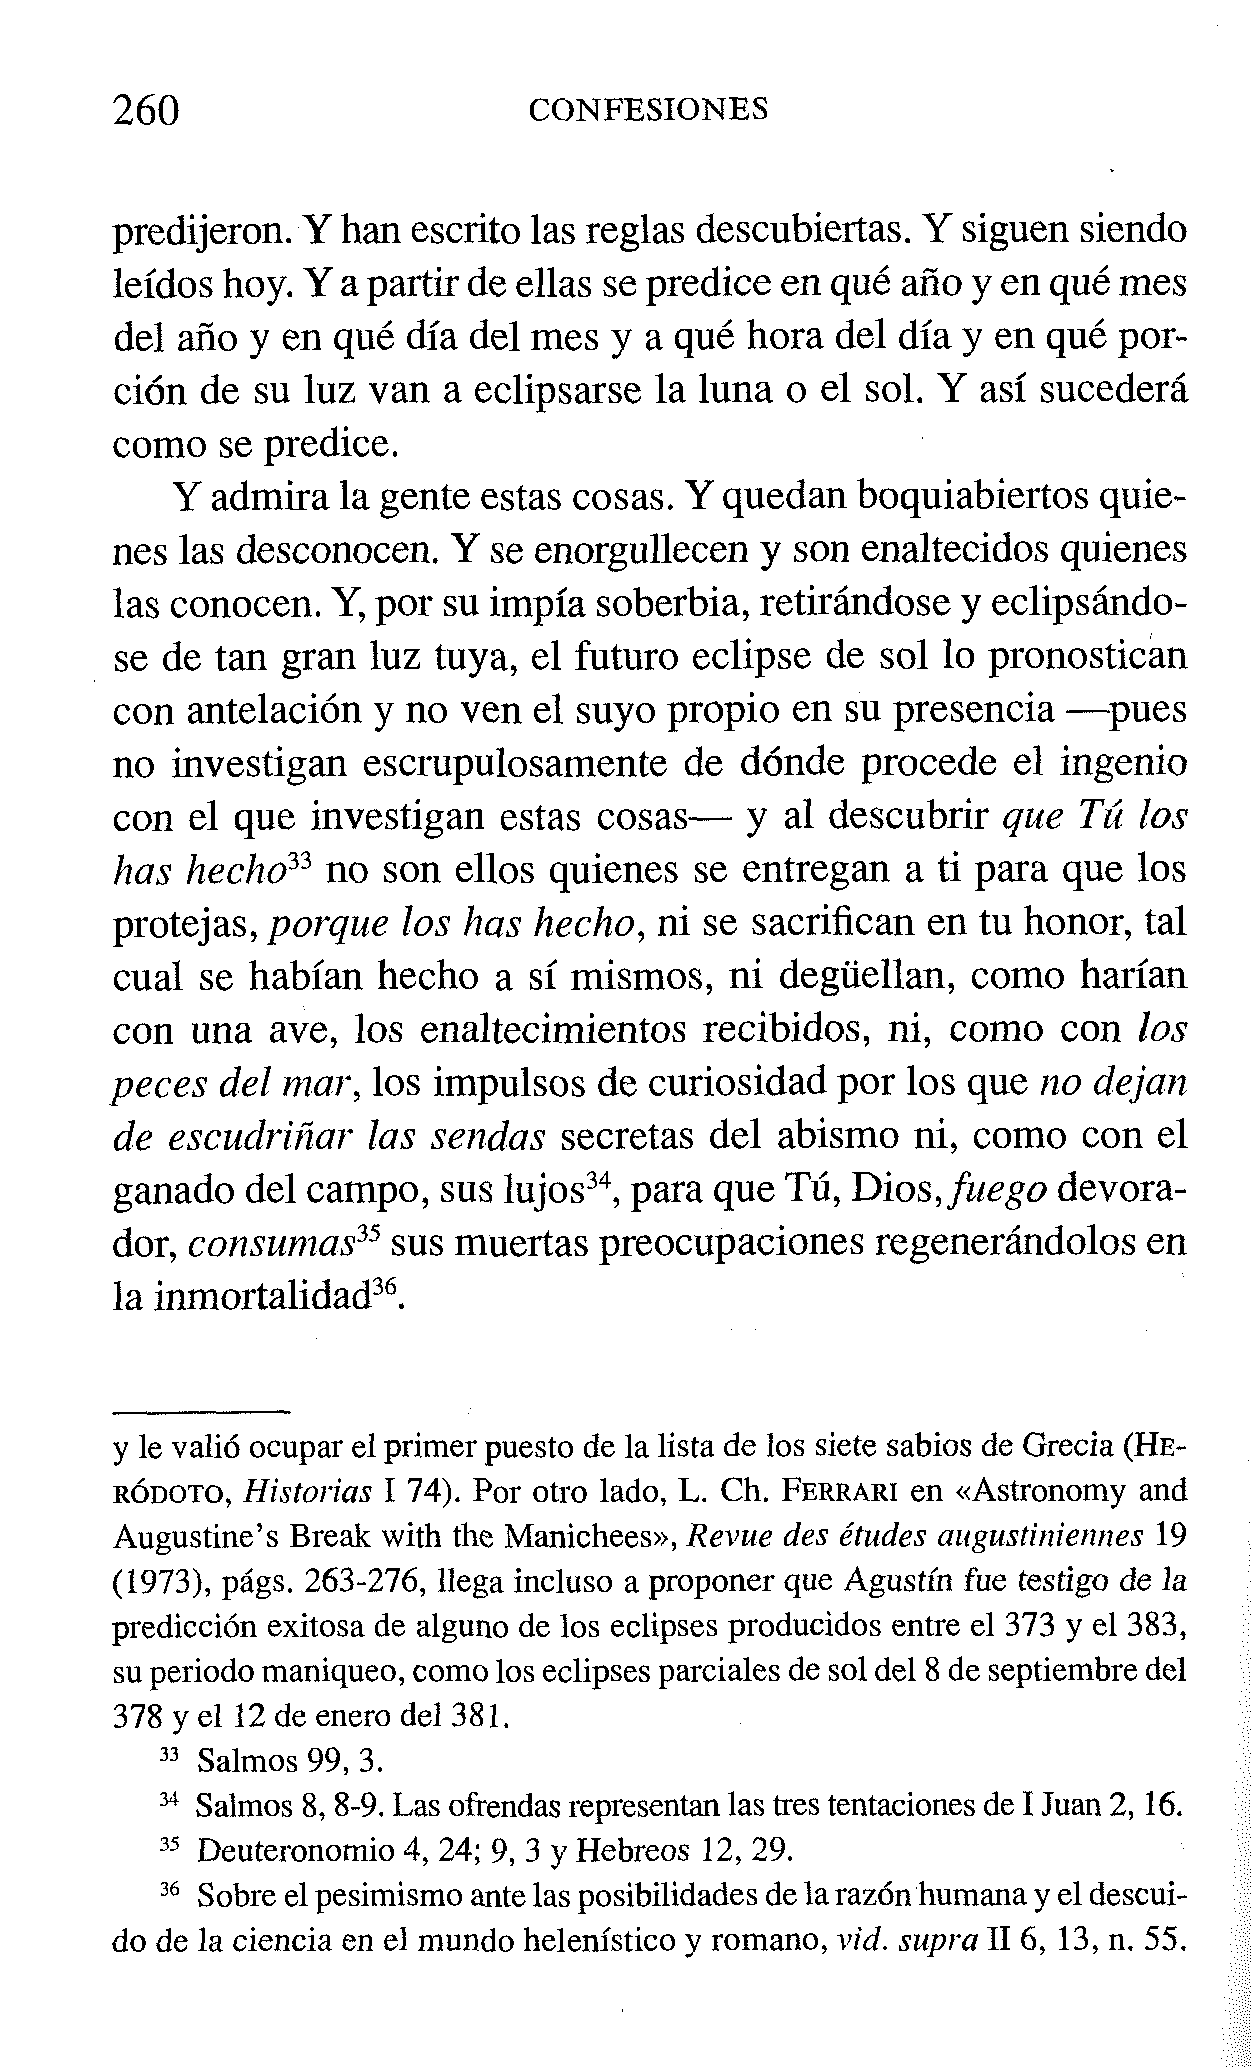 260 CONFESIONES
predijeron. Y han escrito las reglas descubiertas. Y siguen siendo
leídos hoy. Y a partir de ellas se predice en qué año y en qué mes
del año y en qué día del mes y a qué hora del día y en qué por-
ción de su luz van a eclipsarse la luna o el sol. Y así sucederá
como se predice.
Y admira la gente estas cosas. Y quedan boquiabiertos quie-
nes las desconocen. Y se enorgullecen y son enaltecidos quienes
las conocen. Y, por su impía soberbia, retirándose y eclipsándo-
se de tan gran luz tuya, el futuro eclipse de sol lo pronostican
con antelación y no ven el suyo propio en su presencia —pues
no investigan escrupulosamente de dónde procede el ingenio
con el que investigan estas cosas— y al descubrir que Tú los
has hecho³³ no son ellos quienes se entregan a ti para que los
protejas, porque los has hecho, ni se sacrifican en tu honor, tal
cual se habían hecho a sí mismos, ni degüellan, como harían
con una ave, los enaltecimientos recibidos, ni, como con los
peces del mar, los impulsos de curiosidad por los que no dejan
de escudriñar las sendas secretas del abismo ni, como con el
ganado del campo, sus lujos³⁴, para que Tú, Dios, fuego devora-
dor, consumas³⁵ sus muertas preocupaciones regenerándolos en
la inmortalidad³⁶.
y le valió ocupar el primer puesto de la lista de los siete sabios de Grecia (HE-
RÓDOTO, Historias I 74). Por otro lado, L. Ch. FERRARI en «Astronomy and
Augustine's Break with the Manichees», Revue des études augustiniennes 19
(1973), págs. 263-276, llega incluso a proponer que Agustín fue testigo de la
predicción exitosa de alguno de los eclipses producidos entre el 373 y el 383,
su periodo maniqueo, como los eclipses parciales de sol del 8 de septiembre del
378 y el 12 de enero del 381.
³³ Salmos 99, 3.
³⁴ Salmos 8, 8-9. Las ofrendas representan las tres tentaciones de I Juan 2, 16.
³⁵ Deuteronomio 4, 24; 9, 3 y Hebreos 12, 29.
³⁶ Sobre el pesimismo ante las posibilidades de la razón humana y el descui-
do de la ciencia en el mundo helenístico y romano, vid. supra II 6, 13, n. 55.